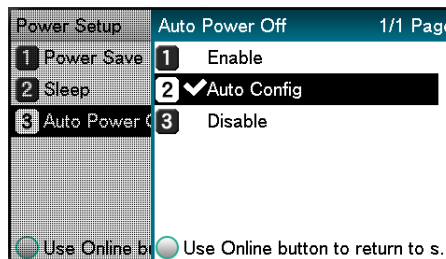 Power Setup
1 Power Save
2 Sleep
3 Auto Power
Use Online
Auto Power Off 1/1 Page
1 Enable
2 Auto Config
3 Disable
Use Online button to return to s.